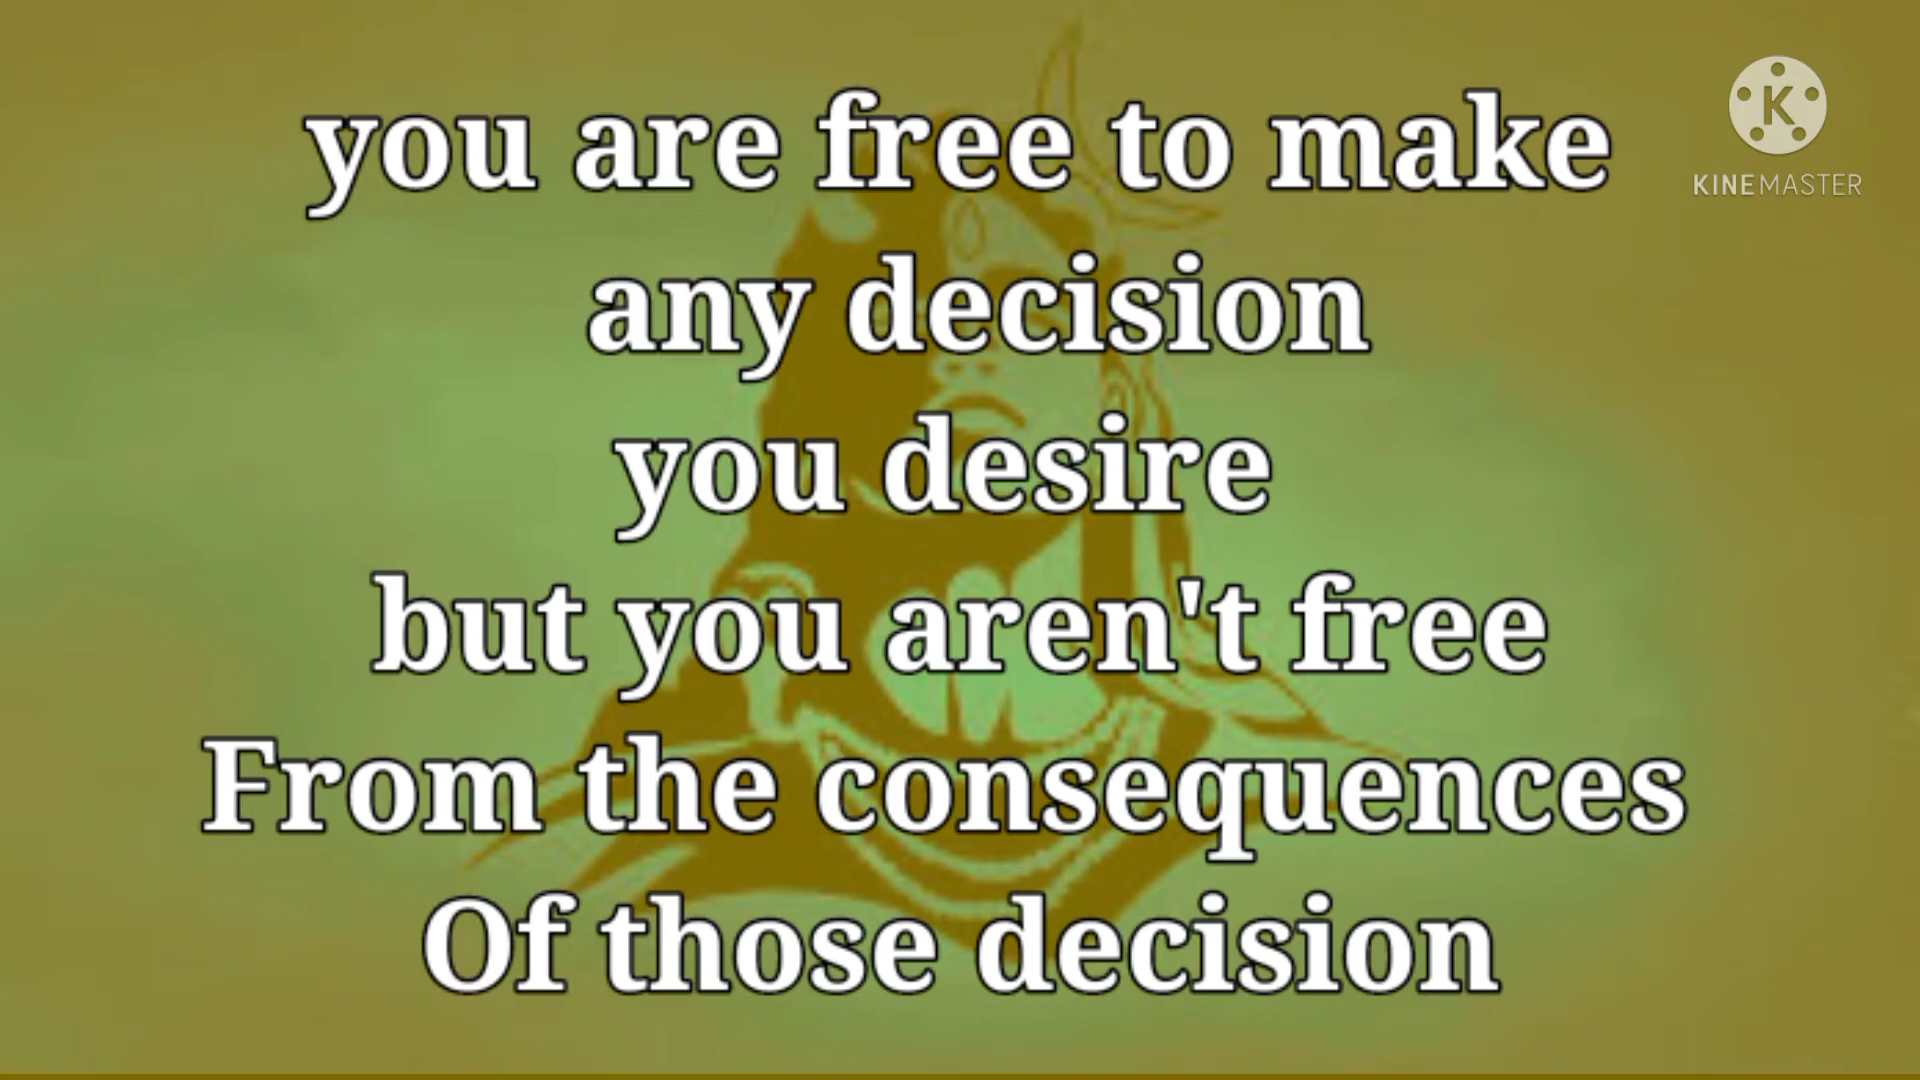 you are free to make
any decision
you desire
but you aren't free
From the consequences
Of those decision
K
KINEMASTER